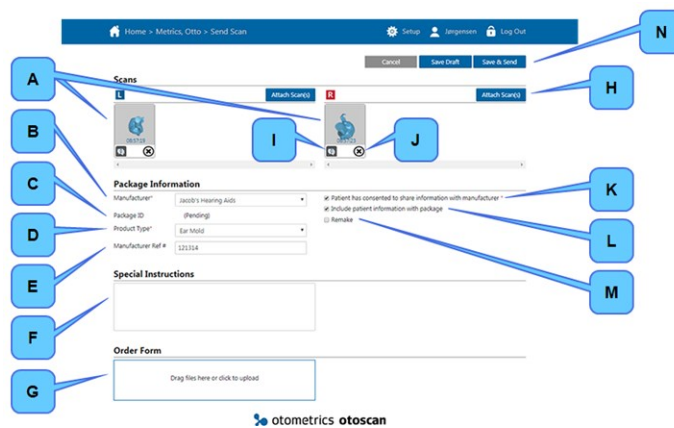 Home > Metrics, Otto > Send Scan
Setup Jørgensen Log Out
N
Cancel Save Draft Save & Send
A
Scans
L Attach Scan(s) R Attach Scan(s)
H
B
I
J
C
Package Information
Manufacturer* Jacob's Hearing Aids
Patient has consented to share information with manufacturer *
K
Package ID (Pending)
Include patient information with package
D
Product Type* Ear Mold
Remake
L
Manufacturer Ref # 121314
E
Special Instructions
M
F
Order Form
G
Drag files here or click to upload
otometrics otoscan